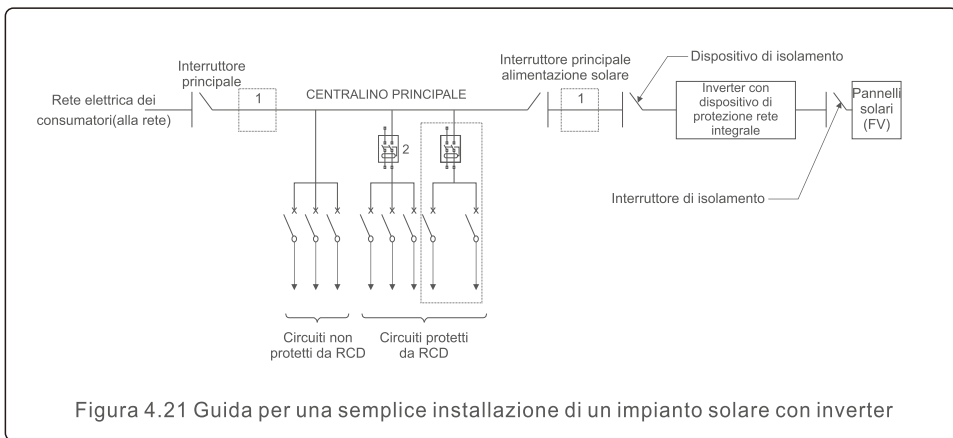 Interruttore
principale
Rete elettrica dei
consumatori(alla rete)
1
CENTRALINO PRINCIPALE
2
Interruttore principale
alimentazione solare
1
Dispositivo di isolamento
Inverter con
dispositivo di
protezione rete
integrale
Pannelli
solari
(FV)
Interruttore di isolamento
Circuiti non
protetti da RCD
Circuiti protetti
da RCD
Figura 4.21 Guida per una semplice installazione di un impianto solare con inverter